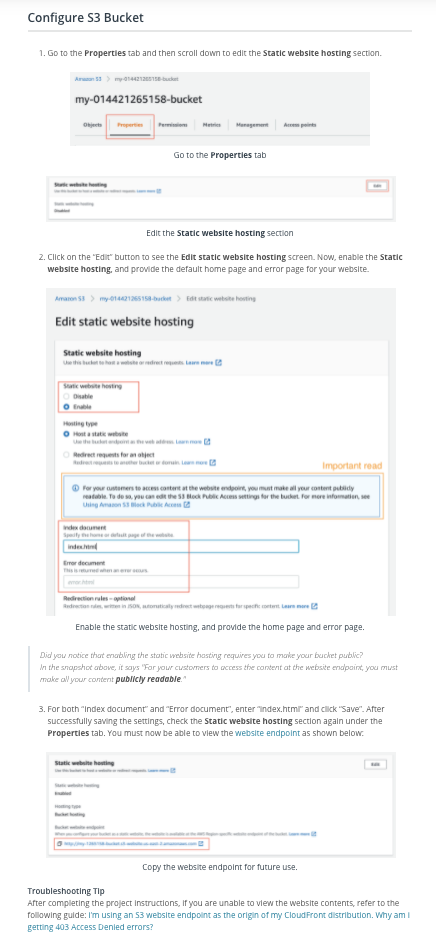 Configure S3 Bucket
1. Go to the Properties tab and then scroll down to edit the Static website hosting section.
Amazon S3 > my-014421265158-bucket
my-014421265158-bucket
Objects Properties Permissions Metrics Management Access points
Go to the Properties tab
Static website hosting
Use this bucket to host a website or redirect requests. Learn more
Edit
Static website hosting
Disabled
Edit the Static website hosting section
2. Click on the "Edit" button to see the Edit static website hosting screen. Now, enable the Static
website hosting, and provide the default home page and error page for your website.
Amazon S3 > my-014421265158-bucket > Edit static website hosting
Edit static website hosting
Static website hosting
Use this bucket to host a website or redirect requests. Learn more
Static website hosting
Disable
Enable
Hosting type
Host a static website
Use the bucket endpoint as the web address. Learn more
Redirect requests for an object
Redirect requests to another bucket or domain. Learn more
Important read
For your customers to access content at the website endpoint, you must make all your content publicly
readable. To do so, you can edit the S3 Block Public Access settings for the bucket. For more information, see
Using Amazon S3 Block Public Access
Index document
Specify the home or default page of the website.
index.html
Error document
This is returned when an error occurs.
error.html
Redirection rules – optional
Redirection rules, written in JSON, automatically redirect webpage requests for specific content. Learn more
Enable the static website hosting, and provide the home page and error page.
Did you notice that enabling the static website hosting requires you to make your bucket public?
In the snapshot above, it says "For your customers to access the content at the website endpoint, you must
make all your content publicly readable."
3. For both "Index document" and "Error document", enter "index.html" and click "Save". After
successfully saving the settings, check the Static website hosting section again under the
Properties tab. You must now be able to view the website endpoint as shown below:
Static website hosting
Use this bucket to host a website or redirect requests. Learn more
Edit
Static website hosting
Enabled
Hosting type
Bucket hosting
Bucket website endpoint
When you configure your bucket as a static website, the website is available at the AWS Region-specific website endpoint of the bucket. Learn more
Copy the website endpoint for future use.
Troubleshooting Tip
After completing the project instructions, if you are unable to view the website contents, refer to the
following guide: I'm using an S3 website endpoint as the origin of my CloudFront distribution. Why am I
getting 403 Access Denied errors?